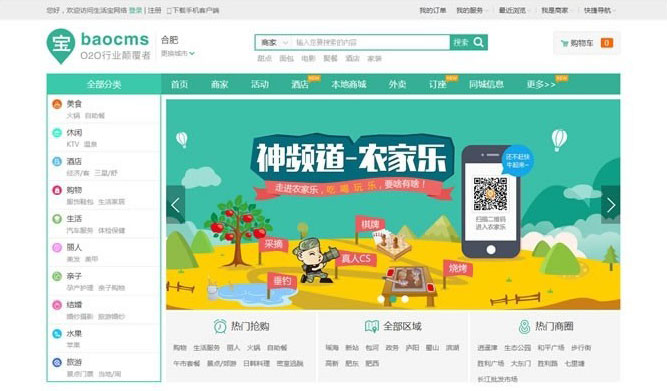 您好，欢迎访问生活宝网络 登录 | 注册 下载手机客户端
我的订单 我的服务 最近浏览 我是商家 快捷导航
宝 baocms
O2O行业颠覆者
合肥
更换城市
商家 输入您要搜索的内容 搜索
甜点 面包 电影 聚餐 酒店 家装
购物车 0
全部分类 首页 商家 活动 酒店 NEW 本地商城 外卖 订座 NEW 同城信息 更多>> NEW
美食
火锅 自助餐
休闲
KTV 温泉
酒店
经济/客 三星/舒
购物
服饰鞋包 生活家居
生活
汽车服务 体检保健
丽人
美发 美甲
亲子
孕产护理 亲子购物
结婚
婚纱摄影 旅游婚纱
水果
苹果
旅游
景点门票 当地/周
神频道-农家乐
走进农家乐，吃喝玩乐，要啥有啥！
还不赶快
扫描二维码
进入农家乐
采摘
棋牌
真人CS
垂钓
烧烤
热门抢购
购物 生活服务 丽人 火锅 自助餐
午市套餐 景点/郊游 日韩料理 密室逃脱
全部区域
瑶海 新站 包河 政务 庐阳 蜀山 滨湖
高新 肥东 肥西
热门商圈
逍遥津 生态公园 和平广场 步行街
胜利广场 大东门 胜利路 七里塘
长江批发市场